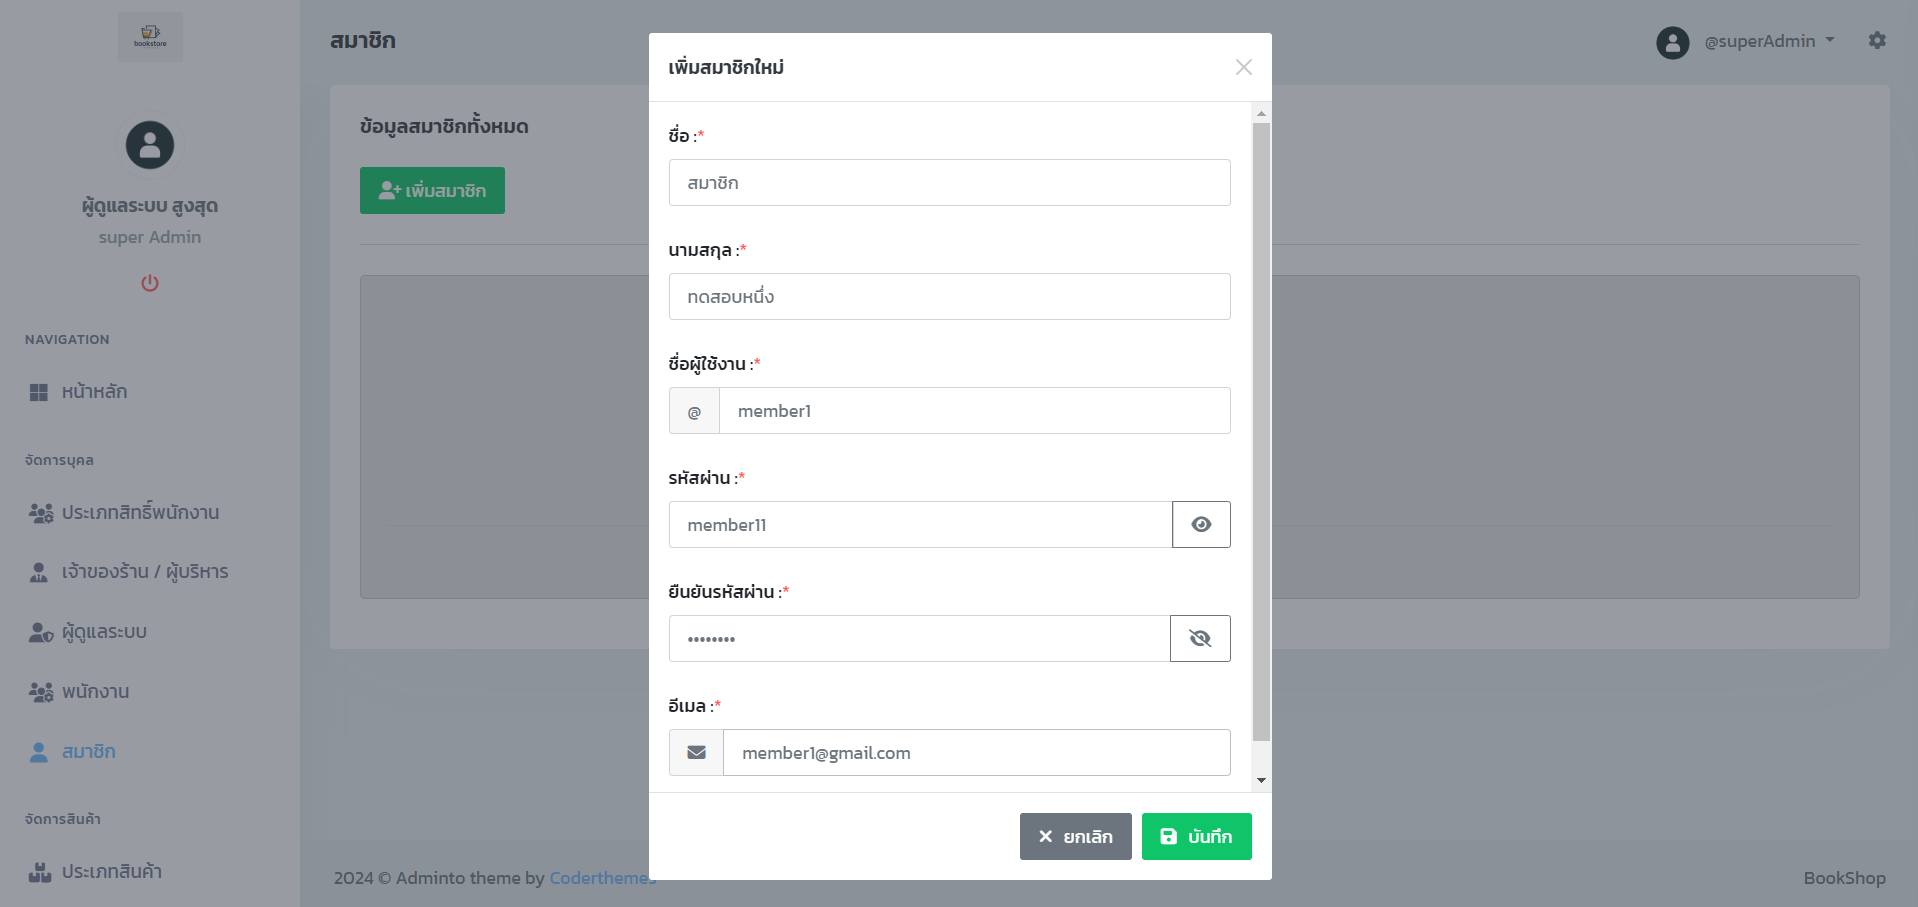 bookstore
ผู้ดูแลระบบ สูงสุด
super Admin
NAVIGATION
หน้าหลัก
จัดการบุคล
ประเภทสิทธิ์พนักงาน
เจ้าของร้าน / ผู้บริหาร
ผู้ดูแลระบบ
พนักงาน
สมาชิก
จัดการสินค้า
ประเภทสินค้า
สมาชิก
@superAdmin
ข้อมูลสมาชิกทั้งหมด
เพิ่มสมาชิก
เพิ่มสมาชิกใหม่
ชื่อ :*
สมาชิก
นามสกุล :*
ทดสอบหนึ่ง
ชื่อผู้ใช้งาน :*
@ member1
รหัสผ่าน :*
member11
ยืนยันรหัสผ่าน :*
••••••••
อีเมล :*
member1@gmail.com
ยกเลิก
บันทึก
2024 © Adminto theme by Coderthemes
BookShop